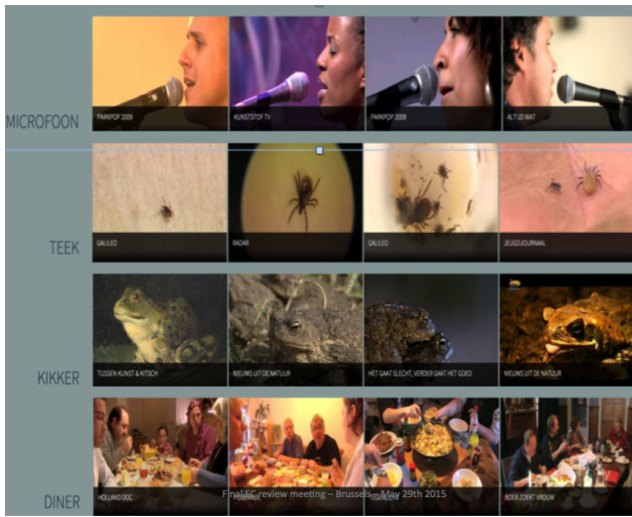 PARKPOP 2009
KUNSTSTOF TV
PARKPOP 2009
ALTIJD WAT
MICROFOON
GALILEO
RADAR
GALILEO
JEUGDJOURNAAL
TEEK
TUSSEN KUNST & KITSCH
NIEUWS UIT DE NATUUR
HET GAAT SLECHT, VERDER GAAT HET GOED
NIEUWS UIT DE NATUUR
KIKKER
HOLLAND DOC
BOER ZOEKT VROUW
Final EC review meeting – Brussels – May 29th 2015
DINER